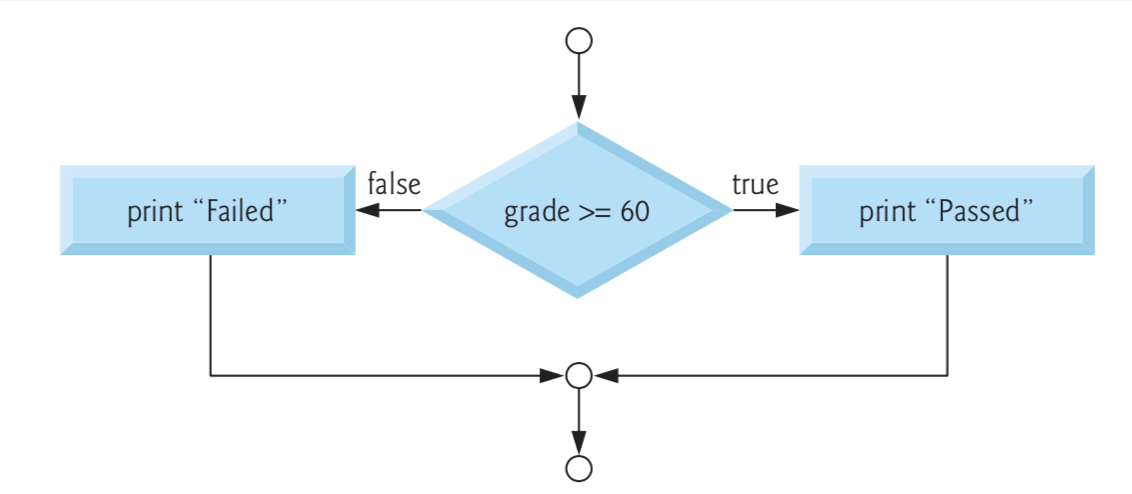 false
true
print “Failed”
grade >= 60
print “Passed”